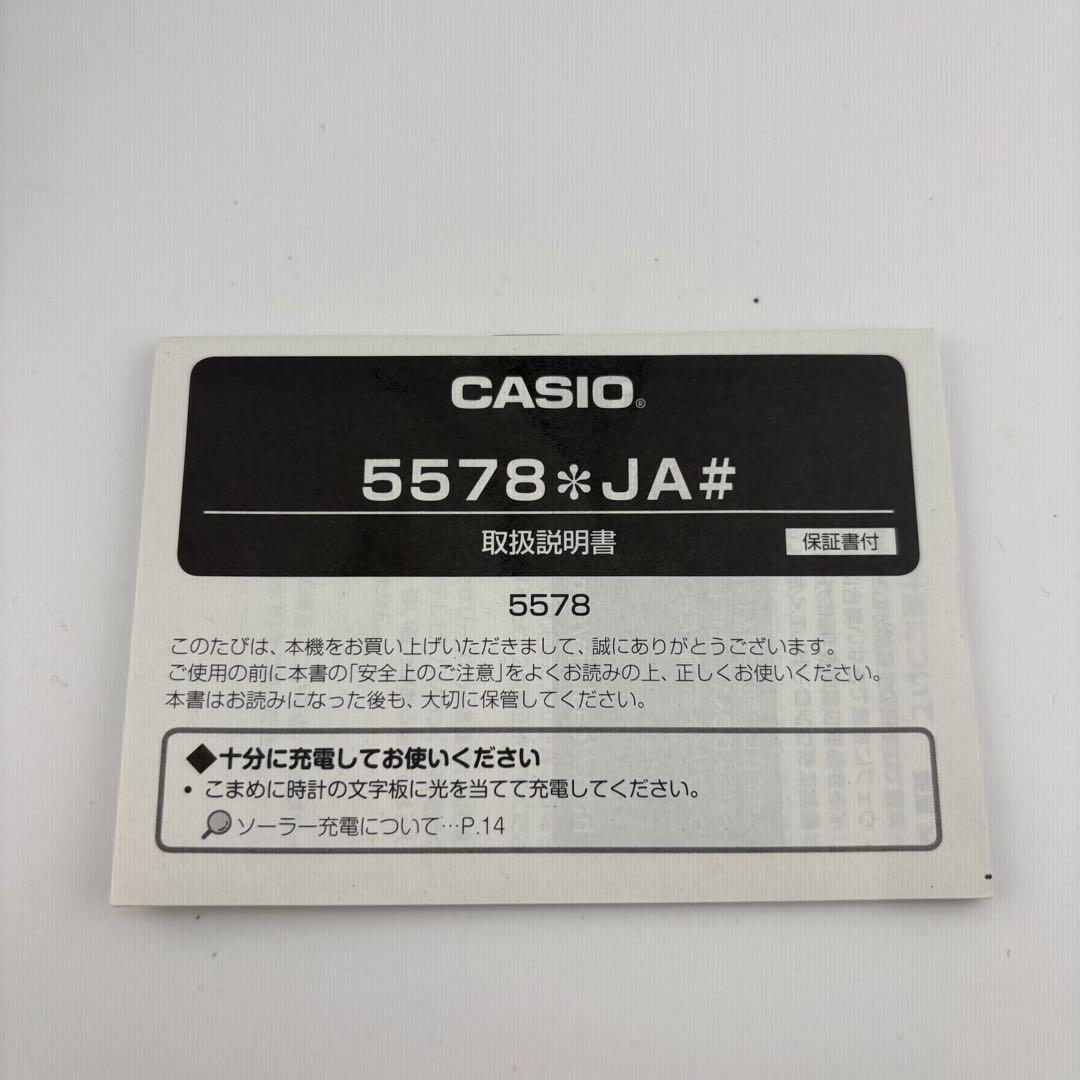 CASIO®
5578*JA#
取扱説明書
保証書付
5578
このたびは、本機をお買い上げいただきまして、誠にありがとうございます。
ご使用の前に本書の「安全上のご注意」をよくお読みの上、正しくお使いください。
本書はお読みになった後も、大切に保管してください。
◆十分に充電してお使いください
• こまめに時計の文字板に光を当てて充電してください。
ソーラー充電について…P.14